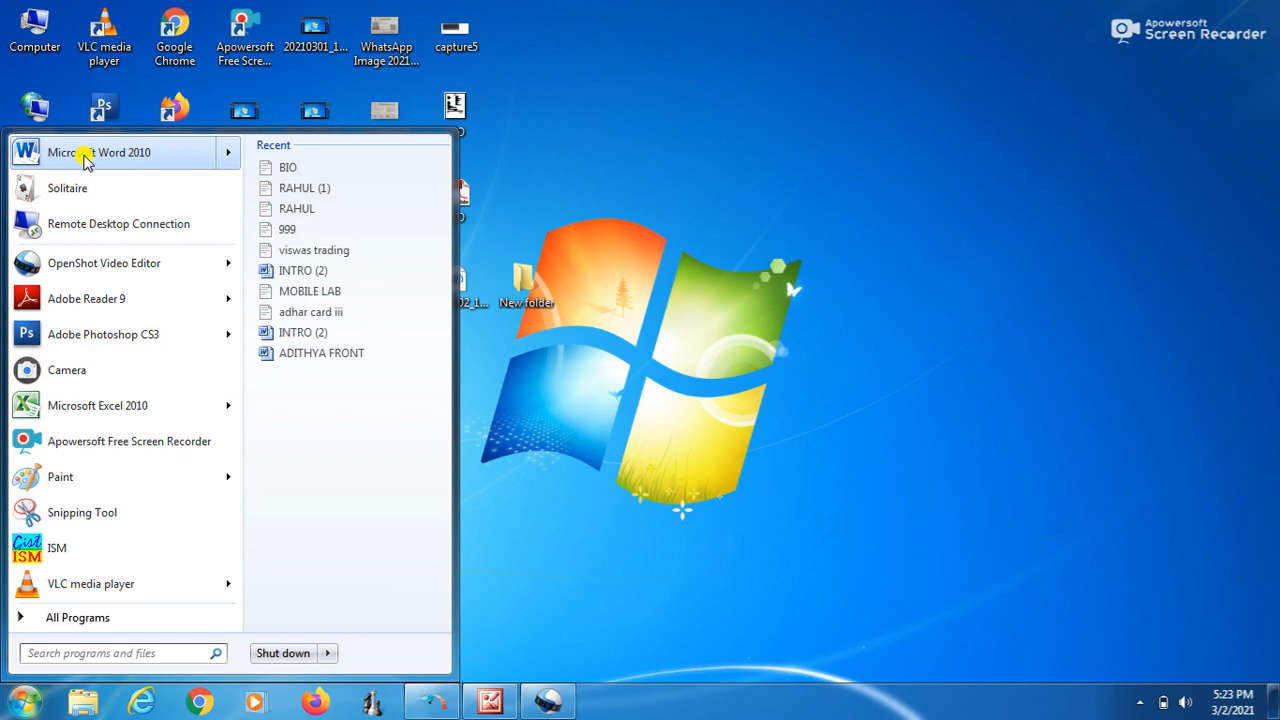 Computer
VLC media
player
Google
Chrome
Apowersoft
Free Scre...
20210301_1...
WhatsApp
Image 2021...
capture5
Apowersoft
Screen Recorder
Ps
Microsoft Word 2010
Solitaire
Remote Desktop Connection
OpenShot Video Editor
Adobe Reader 9
Ps
Adobe Photoshop CS3
Camera
Microsoft Excel 2010
Apowersoft Free Screen Recorder
Paint
Snipping Tool
Gist
ISM
ISM
VLC media player
All Programs
Search programs and files
Shut down
Recent
BIO
RAHUL (1)
RAHUL
999
viswas trading
INTRO (2)
MOBILE LAB
adhar card iii
INTRO (2)
ADITHYA FRONT
New folder
5:23 PM
3/2/2021